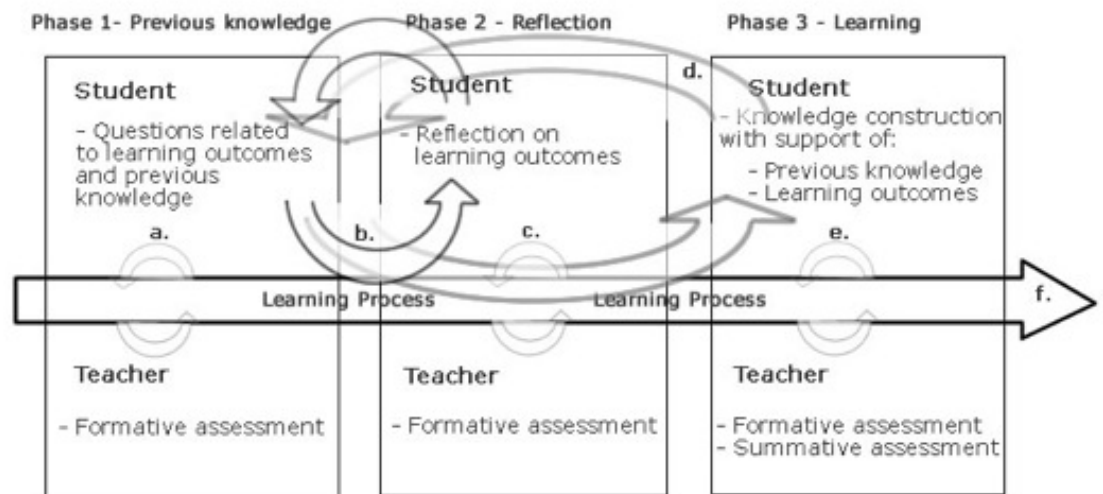 Phase 1- Previous knowledge
Phase 2 - Reflection
Phase 3 - Learning
Student
- Questions related
to learning outcomes
and previous
knowledge
Student
- Reflection on
learning outcomes
d.
Student
- Knowledge construction
with support of:
- Previous knowledge
- Learning outcomes
a.
b.
c.
e.
Learning Process
Learning Process
f.
Teacher
- Formative assessment
Teacher
- Formative assessment
Teacher
- Formative assessment
- Summative assessment